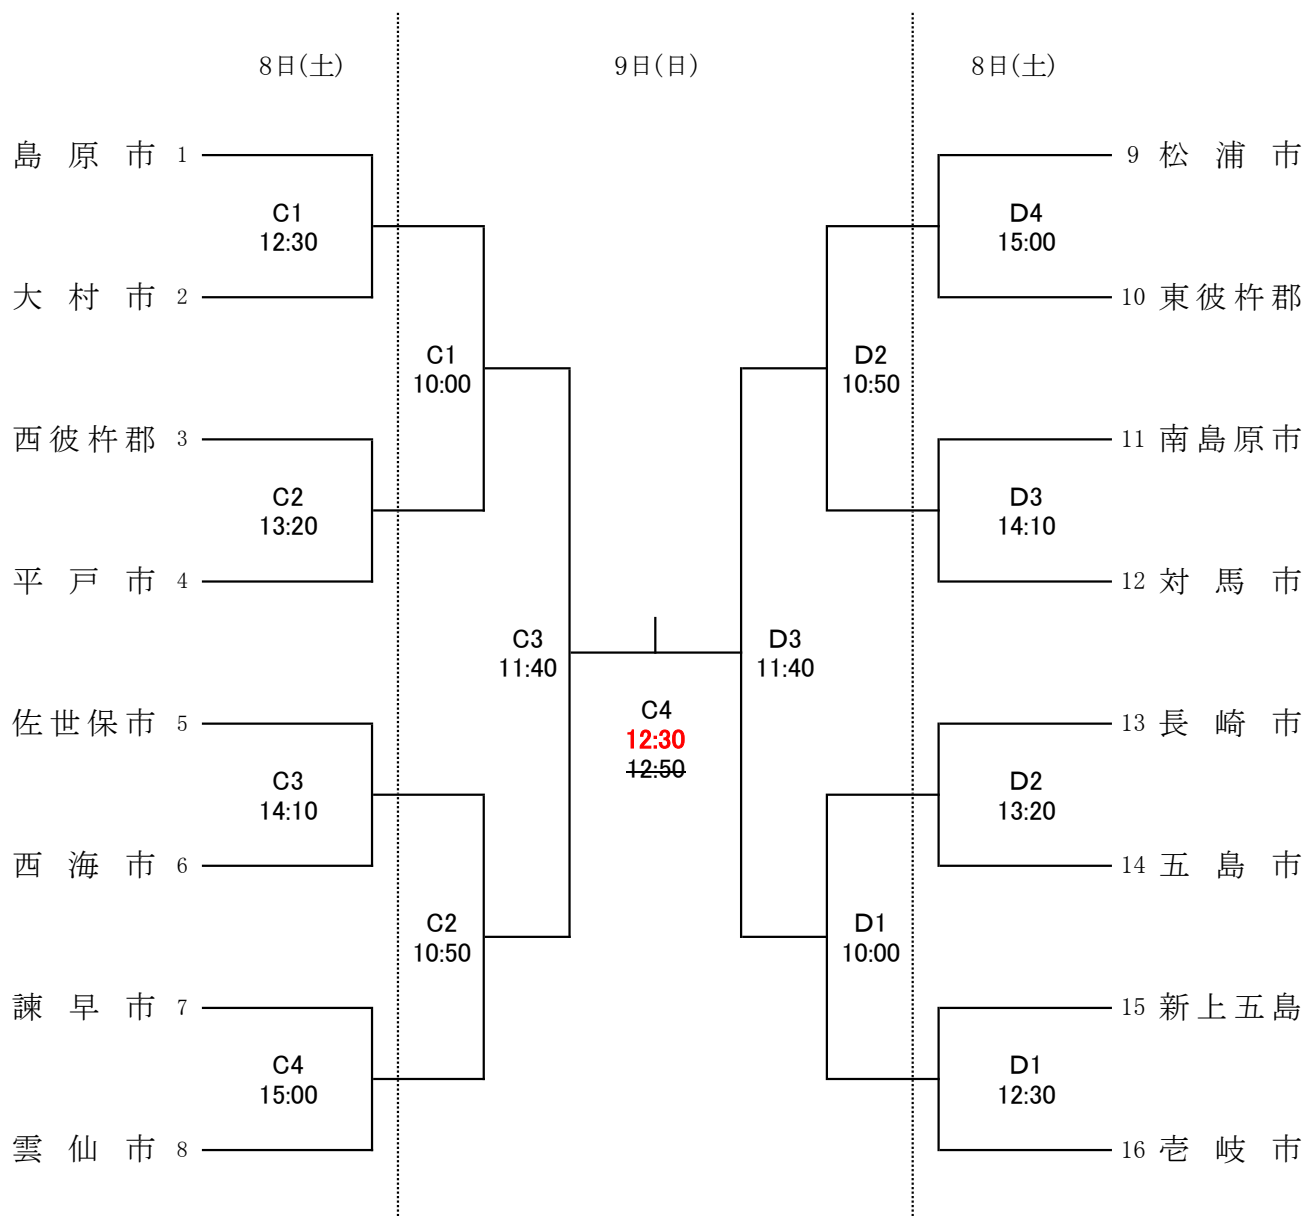 8日(土) 9日(日) 8日(土)
島原市 1
C1
12:30
大村市 2
西彼杵郡 3
C2
13:20
平戸市 4
佐世保市 5
C3
14:10
西海市 6
諫早市 7
C4
15:00
雲仙市 8
C1
10:00
C2
10:50
C3
11:40
C4
12:30
12:50
D3
11:40
D2
10:50
D1
10:00
9 松浦市
D4
15:00
10 東彼杵郡
11 南島原市
D3
14:10
12 対馬市
13 長崎市
D2
13:20
14 五島市
15 新上五島
D1
12:30
16 壱岐市